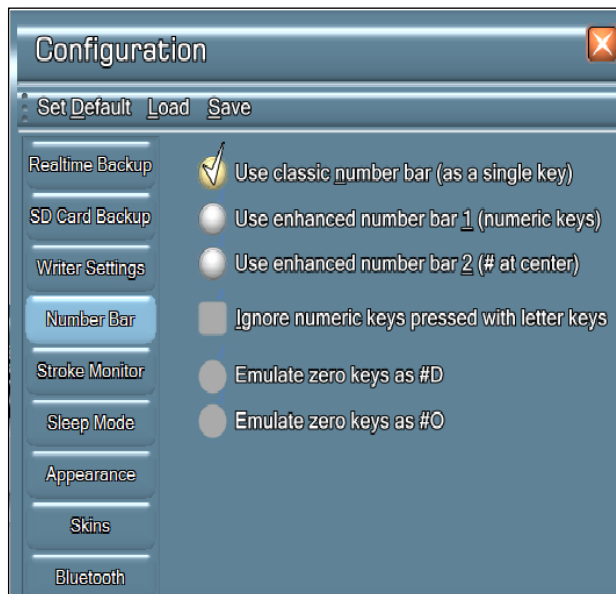 Configuration
Set Default Load Save
Realtime Backup
SD Card Backup
Writer Settings
Number Bar
Stroke Monitor
Sleep Mode
Appearance
Skins
Bluetooth
Use classic number bar (as a single key)
Use enhanced number bar 1 (numeric keys)
Use enhanced number bar 2 (# at center)
Ignore numeric keys pressed with letter keys
Emulate zero keys as #D
Emulate zero keys as #O